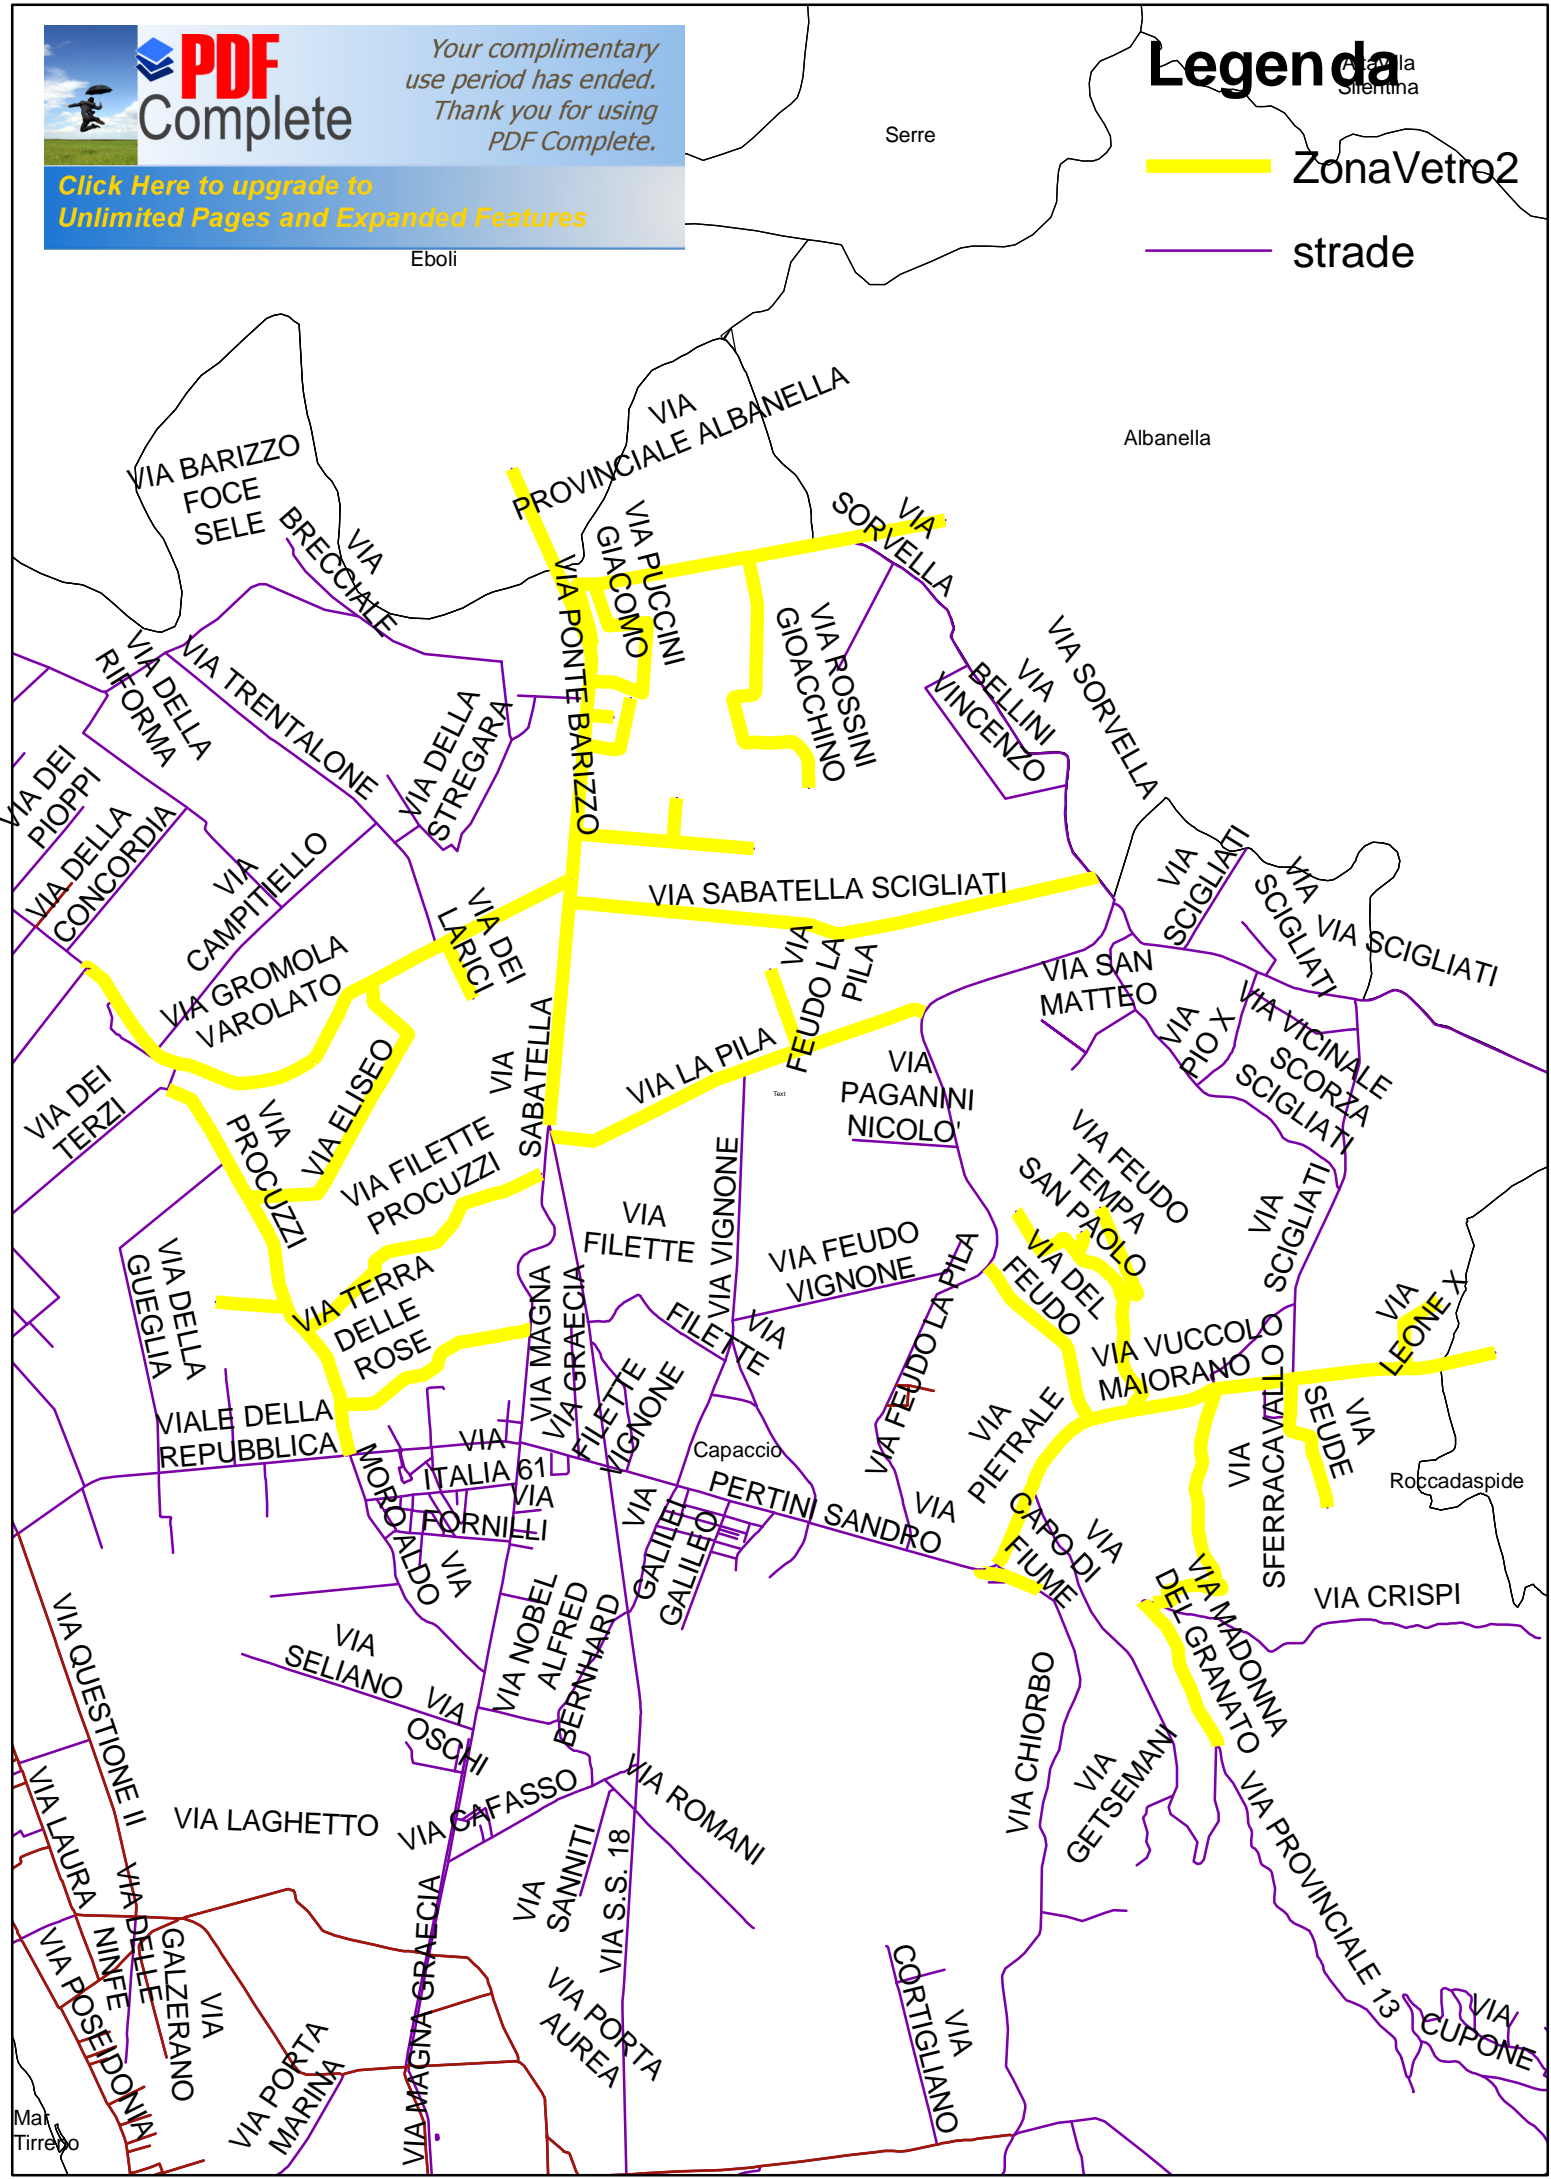 PDF
Complete
Your complimentary
use period has ended.
Thank you for using
PDF Complete.
Click Here to upgrade to
Unlimited Pages and Expanded Features
Legenda
Altavilla
Silentina
ZonaVetro2
strade
Serre
Eboli
Albanella
VIA
PROVINCIALE ALBANELLA
VIA BARIZZO
FOCE
SELE
VIA
BRECCIALE
VIA PUCCINI
GIACOMO
VIA
SORVELLA
VIA PONTE BARIZZO
VIA ROSSINI
GIOACCHINO
VIA
BELLINI
VINCENZO
VIA SORVELLA
VIA DELLA
RIFORMA
VIA TRENTALONE
VIA DELLA
STREGARA
VIA DEI
PIOPPI
VIA DELLA
CONCORDIA
VIA
CAMPITIELLO
VIA DEI
LARICI
VIA SABATELLA SCIGLIATI
VIA
SCIGLIATI
VIA
SCIGLIATI
VIA SCIGLIATI
VIA GROMOLA
VAROLATO
VIA
FEUDO LA
PILA
VIA SAN
MATTEO
VIA
PIO X
VIA VICINALE
SCORZA
SCIGLIATI
VIA
SABATELLA
VIA LA PILA
VIA
PAGANINI
NICOLO'
Text
VIA DEI
TERZI
VIA
PROCUZZI
VIA ELISEO
VIA FILETTE
PROCUZZI
VIA
FILETTE
VIA VIGNONE
VIA FEUDO
VIGNONE
VIA FEUDO
TEMPA
SAN PAOLO
VIA
SCIGLIATI
VIA DELLA
GUEGLIA
VIA TERRA
DELLE
ROSE
VIA MAGNA
VIA GRAECIA
VIA
FILETTE
VIA FEUDO LA PILA
VIA DEL
FEUDO
VIA VUCCOLO
MAIORANO
VIA
LEONE X
VIALE DELLA
REPUBBLICA
VIA
ITALIA 61
FILETTE
VIGNONE
Capaccio
VIA
PIETRALE
VIA
SFERRACAVALLO O
VIA
SEUDE
Roccadaspide
VIA
MORO ALDO
VIA
FORNILLI
VIA
GALILEI
GALILEO
VIA
PERTINI SANDRO
VIA
CAPO DI
FIUME
VIA MADONNA
DEL GRANATO
VIA CRISPI
VIA QUESTIONE II
VIA
SELIANO
VIA
OSCHI
VIA NOBEL
ALFRED
BERNHARD
VIA CHIORBO
VIA
GETSEMANI
VIA LAURA
VIA LAGHETTO
VIA CAFASSO
VIA ROMANI
VIA PROVINCIALE 13
VIA DELLE
NINFE
VIA
GALZERANO
VIA
SANNITI
VIA S.S. 18
VIA MAGNA GRAECIA
VIA POSEIDONIA
VIA PORTA
MARINA
VIA PORTA
AUREA
VIA
CORTIGLIANO
VIA
CUPONE
Mar
Tirreno